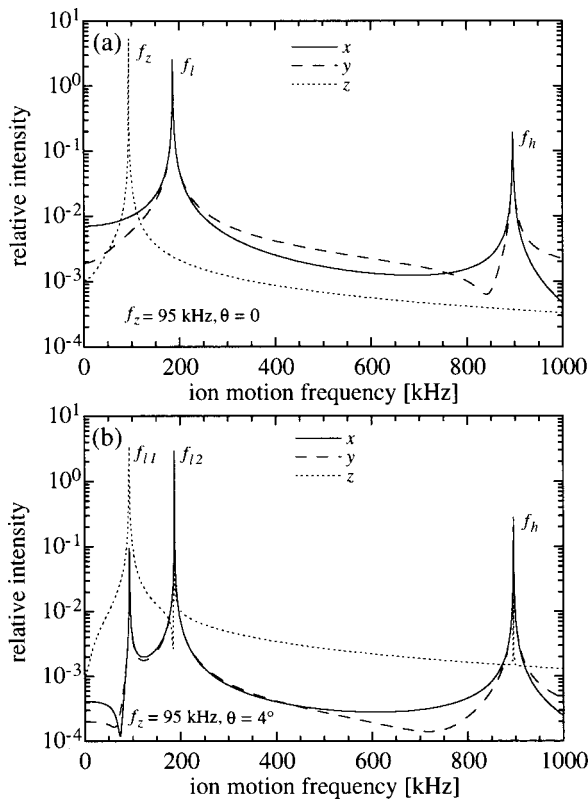 (a)
f_z
f_l
f_h
x
y
z
10^1
10^0
10^-1
10^-2
10^-3
10^-4
relative intensity
f_z = 95 kHz, θ = 0
0 200 400 600 800 1000
ion motion frequency [kHz]
(b)
f_l1
f_l2
f_h
x
y
z
10^1
10^0
10^-1
10^-2
10^-3
10^-4
relative intensity
f_z = 95 kHz, θ = 4°
0 200 400 600 800 1000
ion motion frequency [kHz]